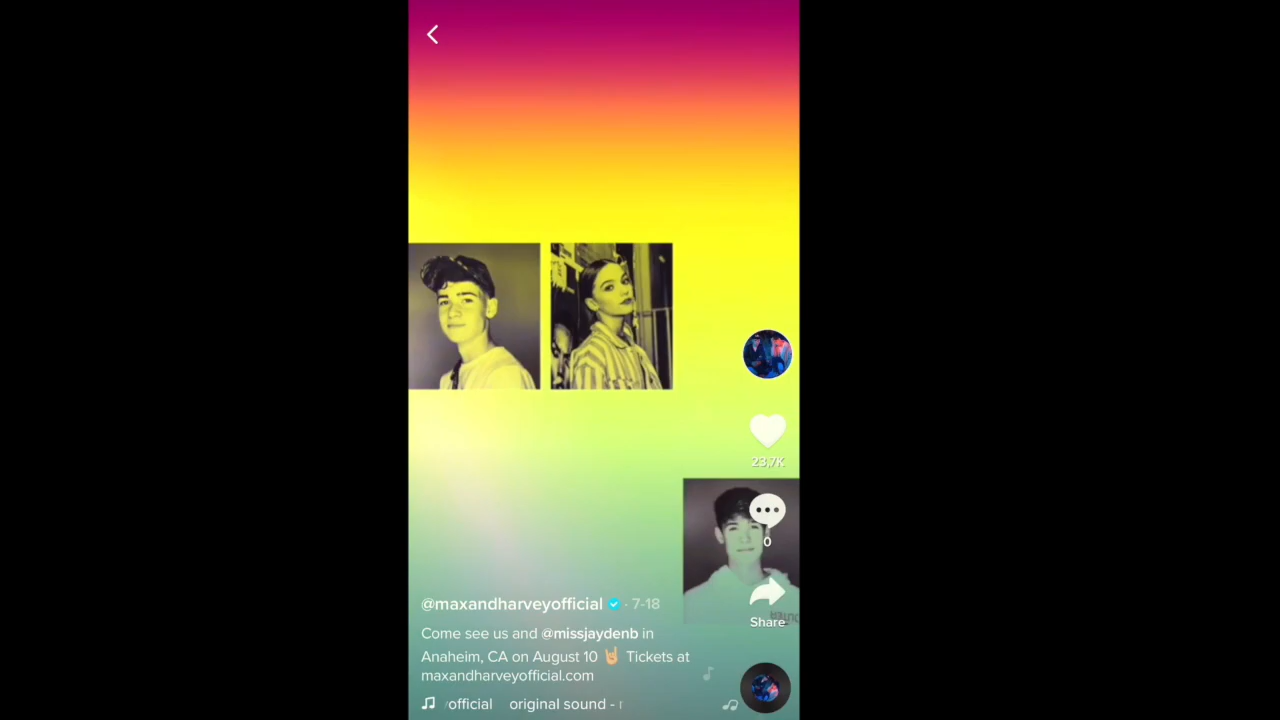 23.7K
0
@maxandharveyofficial · 7-18
Share
Come see us and @missjaydenb in
Anaheim, CA on August 10 🤘🏼 Tickets at
maxandharveyofficial.com
official original sound -